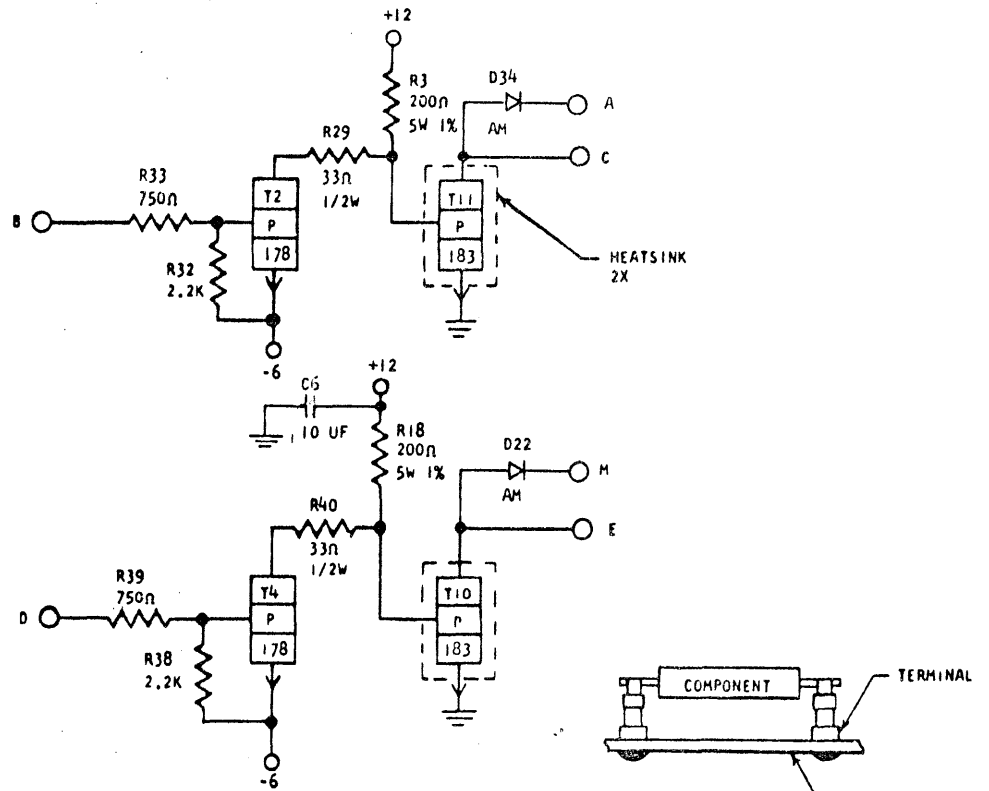 +12
R3
200Ω
5W 1%
D34
A
AM
C
R29
33Ω
1/2W
R33
750Ω
B
T2
P
178
T11
P
183
R32
2.2K
HEATSINK
2X
-6
+12
C6
10 UF
R18
200Ω
5W 1%
D22
M
AM
E
R40
33Ω
1/2W
R39
750Ω
D
T4
P
178
T10
P
183
R38
2.2K
-6
COMPONENT
TERMINAL